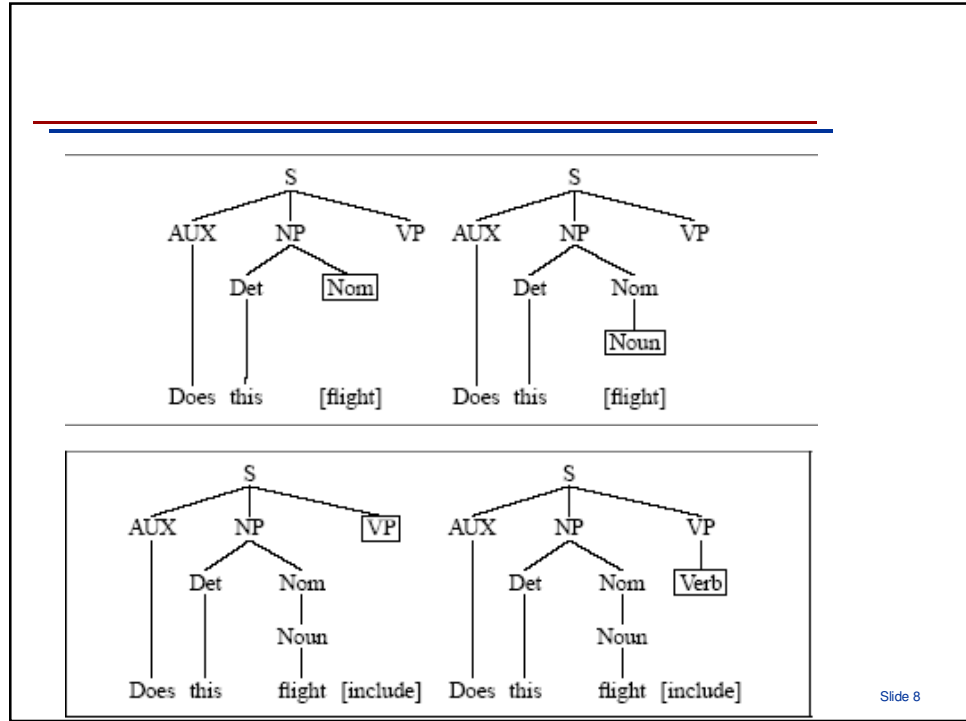 S S
AUX NP VP AUX NP VP
Det Nom Det Nom
Noun
Does this [flight] Does this [flight]
S S
AUX NP VP AUX NP VP
Det Nom Det Nom Verb
Noun Noun
Does this flight [include] Does this flight [include]
Slide 8